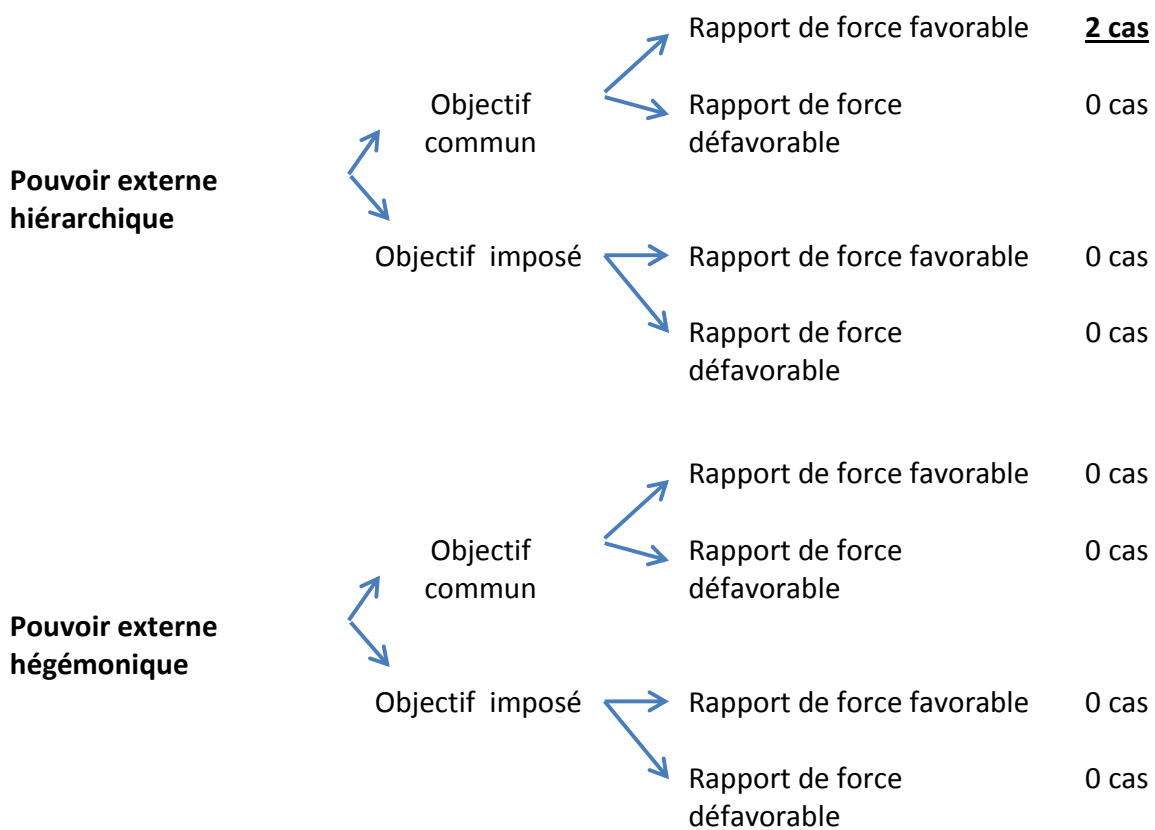 Rapport de force favorable 2 cas
Objectif
commun
Rapport de force
défavorable
0 cas
Pouvoir externe
hiérarchique
Objectif imposé
Rapport de force favorable 0 cas
Rapport de force
défavorable
0 cas
Rapport de force favorable 0 cas
Objectif
commun
Rapport de force
défavorable
0 cas
Pouvoir externe
hégémonique
Objectif imposé
Rapport de force favorable 0 cas
Rapport de force
défavorable
0 cas